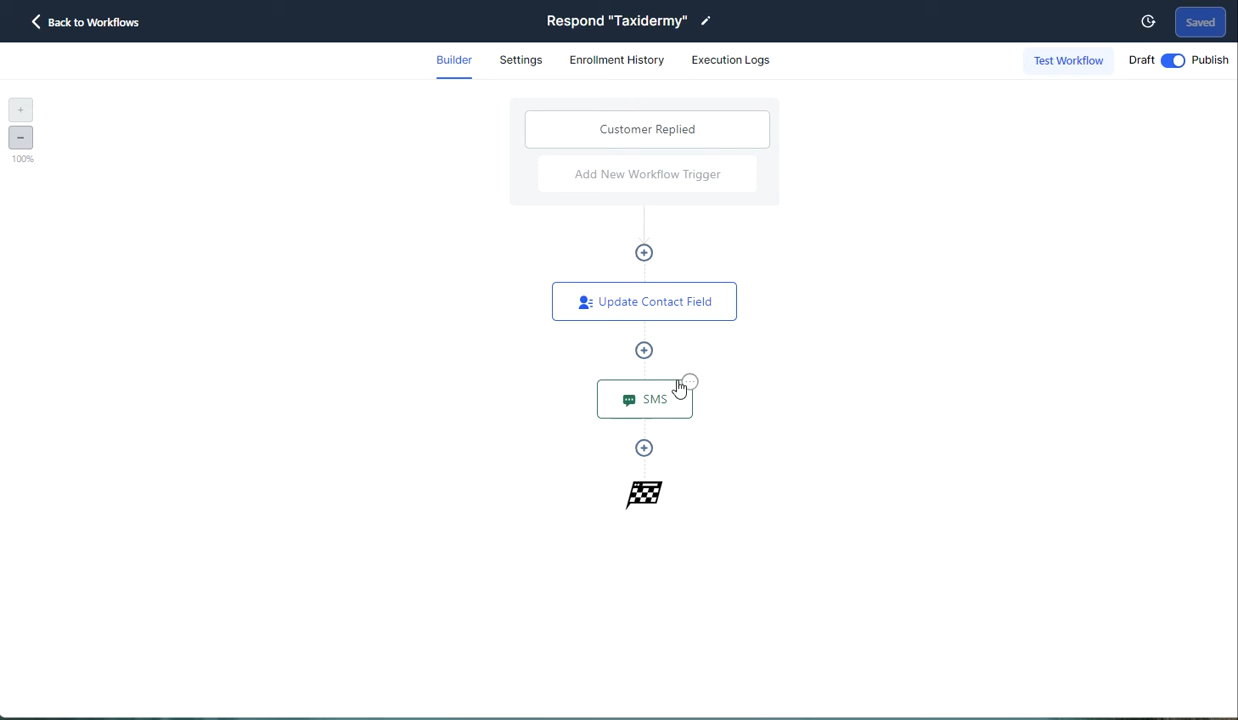 Back to Workflows
Respond "Taxidermy"
Saved
Builder
Settings
Enrollment History
Execution Logs
Test Workflow
Draft
Publish
+
−
100%
Customer Replied
Add New Workflow Trigger
Update Contact Field
SMS